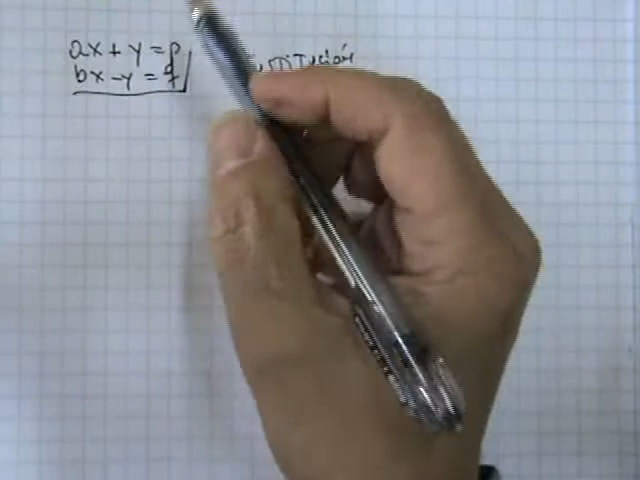 ax + y = p
bx - y = q